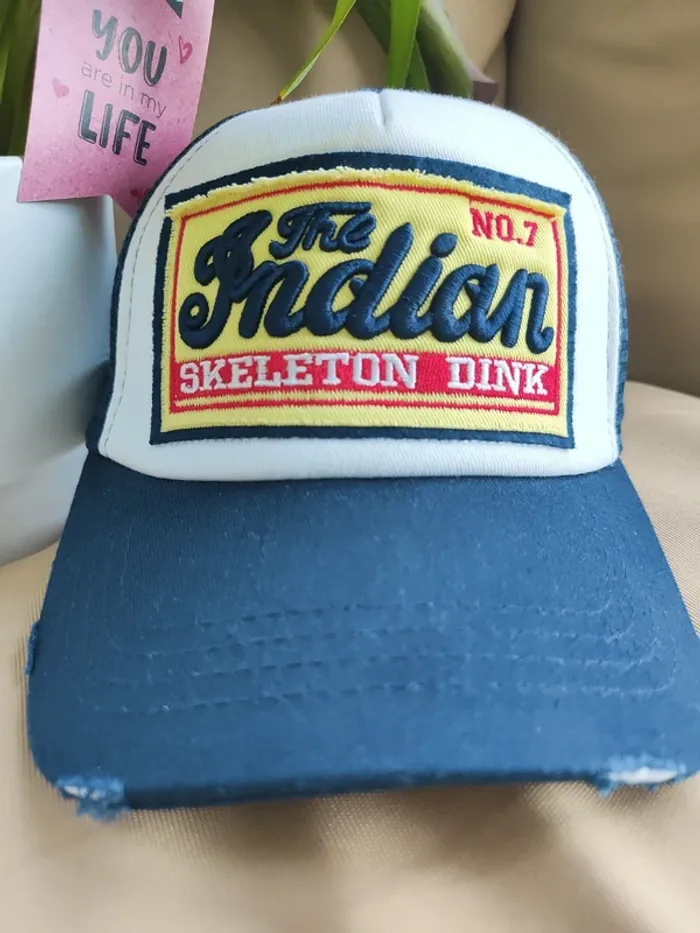 YOU
are in my
LIFE
NO.7
The
Indian
SKELETON DINK